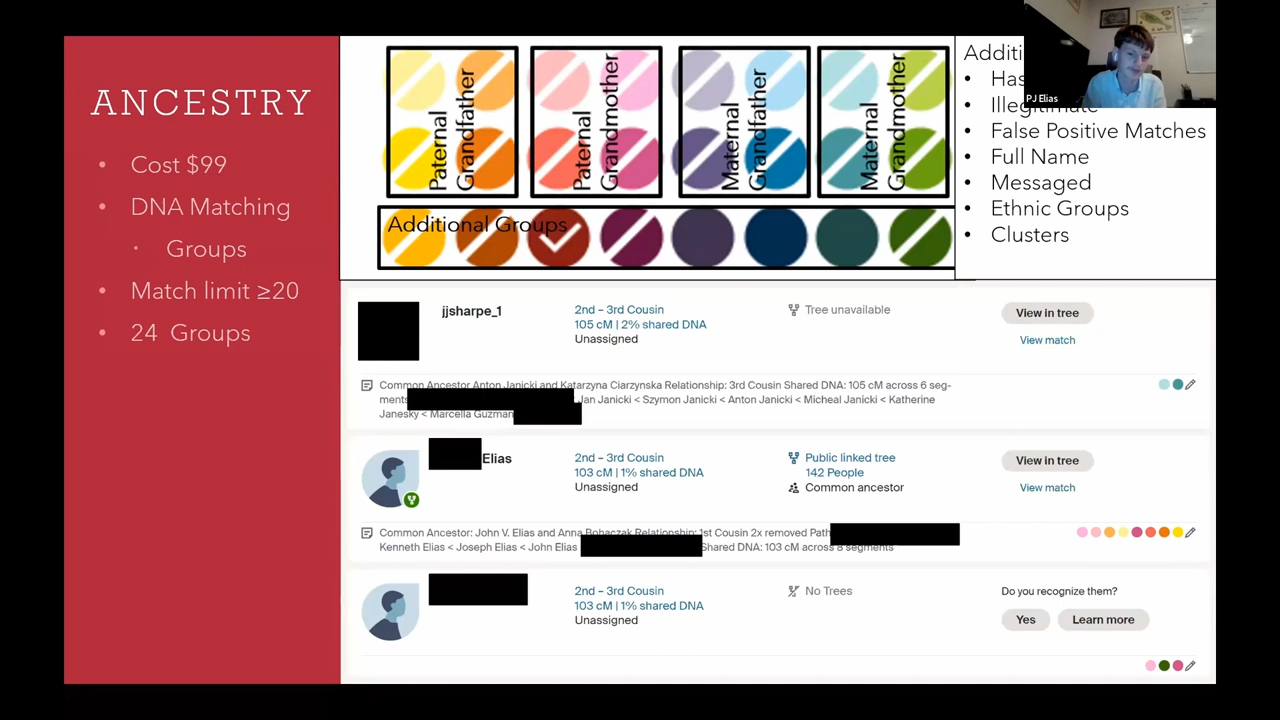 ANCESTRY
• Cost $99
• DNA Matching
• Groups
• Match limit ≥20
• 24 Groups
Paternal
Grandfather
Paternal
Grandmother
Maternal
Grandfather
Maternal
Grandmother
Additional Groups
• Illegitimate
• False Positive Matches
• Full Name
• Messaged
• Ethnic Groups
• Clusters
PJ Elias
jjsharpe_1
2nd – 3rd Cousin
105 cM | 2% shared DNA
Unassigned
Tree unavailable
View in tree
View match
Common Ancestor Anton Janicki and Katarzyna Ciarzynska Relationship: 3rd Cousin Shared DNA: 105 cM across 6 seg-
ments Jan Janicki < Szymon Janicki < Anton Janicki < Micheal Janicki < Katherine
Janesky < Marcella Guzman
Elias
2nd – 3rd Cousin
103 cM | 1% shared DNA
Unassigned
Public linked tree
142 People
Common ancestor
View in tree
View match
Common Ancestor: John V. Elias and Anna Bohaczak Relationship: 1st Cousin 2x removed Path
Kenneth Elias < Joseph Elias < John Elias Shared DNA: 103 cM across 8 segments
2nd – 3rd Cousin
103 cM | 1% shared DNA
Unassigned
No Trees
Do you recognize them?
Yes
Learn more